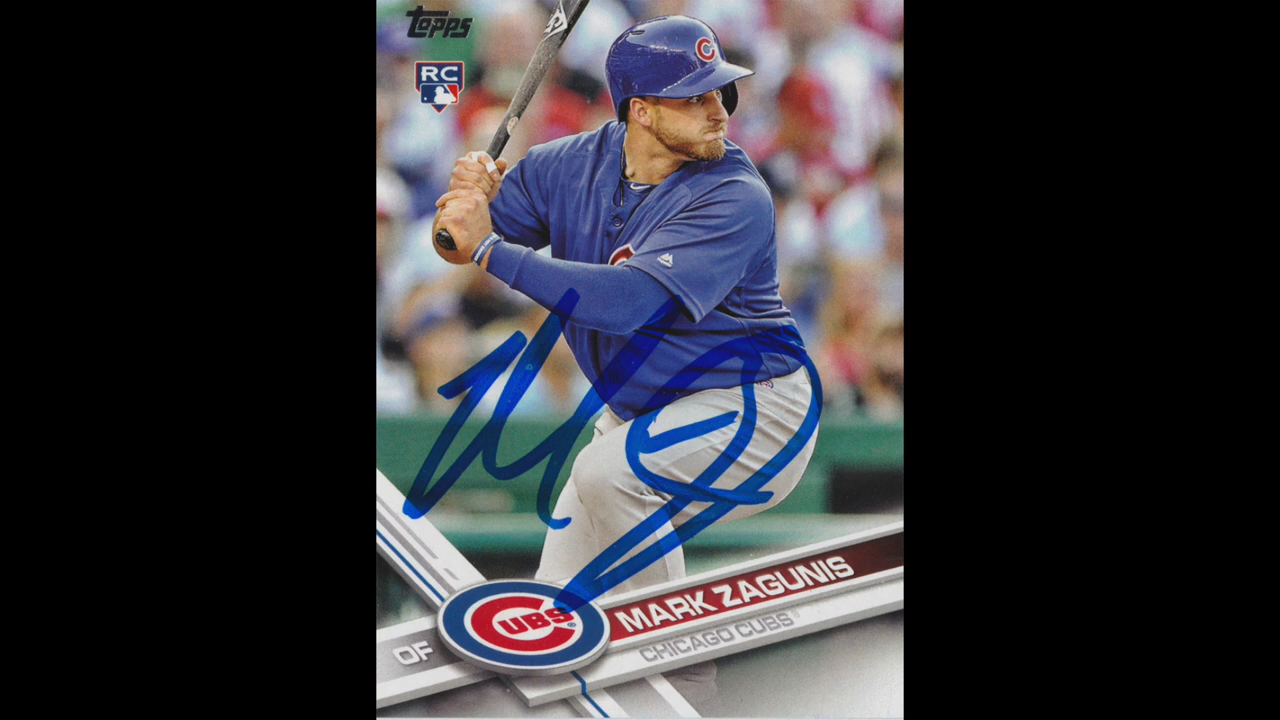 Topps
RC
C
MARK ZAGUNIS
CUBS
CHICAGO CUBS
OF